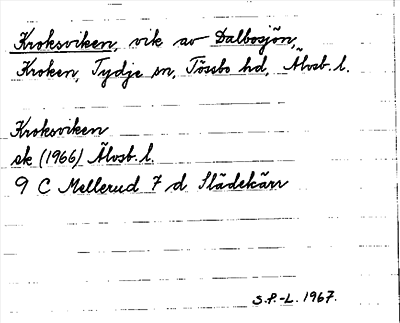 Kroksviken, vik av Dalbosjön,
Kroken, Tydje sn, Tössbo hd, Älvsb. l.
Kroksviken
ek (1966) Älvsb. l.
9 C Mellerud 7 d Slädekärr
S.P.-L. 1967.